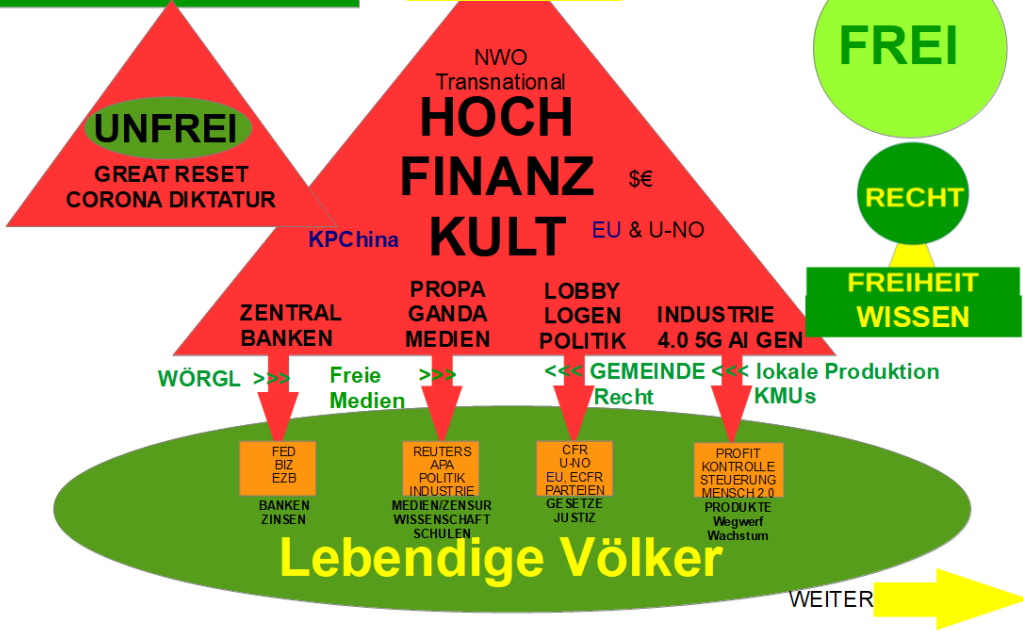 FREI
NWO
Transnational
HOCH
FINANZ
KULT
$€
EU & U-NO
KPChina
UNFREI
GREAT RESET
CORONA DIKTATUR
RECHT
FREIHEIT
WISSEN
ZENTRAL
BANKEN
PROPA
GANDA
MEDIEN
LOBBY
LOGEN
POLITIK
INDUSTRIE
4.0 5G AI GEN
WÖRGL >>>
Freie >>>
Medien
<<< GEMEINDE <<< lokale Produktion
Recht
KMUs
FED
BIZ
EZB
BANKEN
ZINSEN
REUTERS
APA
POLITIK
INDUSTRIE
MEDIEN/ZENSUR
WISSENSCHAFT
SCHULEN
CFR
U-NO
EU, ECFR
PARTEIEN
GESETZE
JUSTIZ
PROFIT
KONTROLLE
STEUERUNG
MENSCH 2.0
PRODUKTE
Wegwerf
Wachstum
Lebendige Völker
WEITER